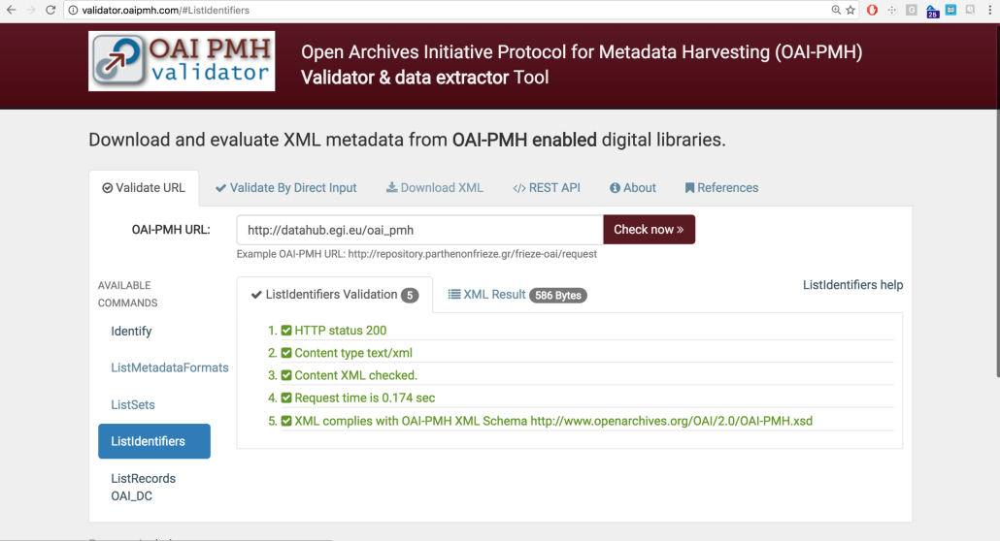 validator.oaipmh.com/#ListIdentifiers
25
OAI PMH
validator
Open Archives Initiative Protocol for Metadata Harvesting (OAI-PMH)
Validator & data extractor Tool
Download and evaluate XML metadata from OAI-PMH enabled digital libraries.
Validate URL
Validate By Direct Input
Download XML
</> REST API
About
References
OAI-PMH URL:
http://datahub.egi.eu/oai_pmh
Check now »
Example OAI-PMH URL: http://repository.parthenonfrieze.gr/frieze-oai/request
AVAILABLE
COMMANDS
Identify
ListMetadataFormats
ListSets
ListIdentifiers
ListRecords
OAI_DC
ListIdentifiers Validation 5
XML Result 586 Bytes
ListIdentifiers help
1. HTTP status 200
2. Content type text/xml
3. Content XML checked.
4. Request time is 0.174 sec
5. XML complies with OAI-PMH XML Schema http://www.openarchives.org/OAI/2.0/OAI-PMH.xsd